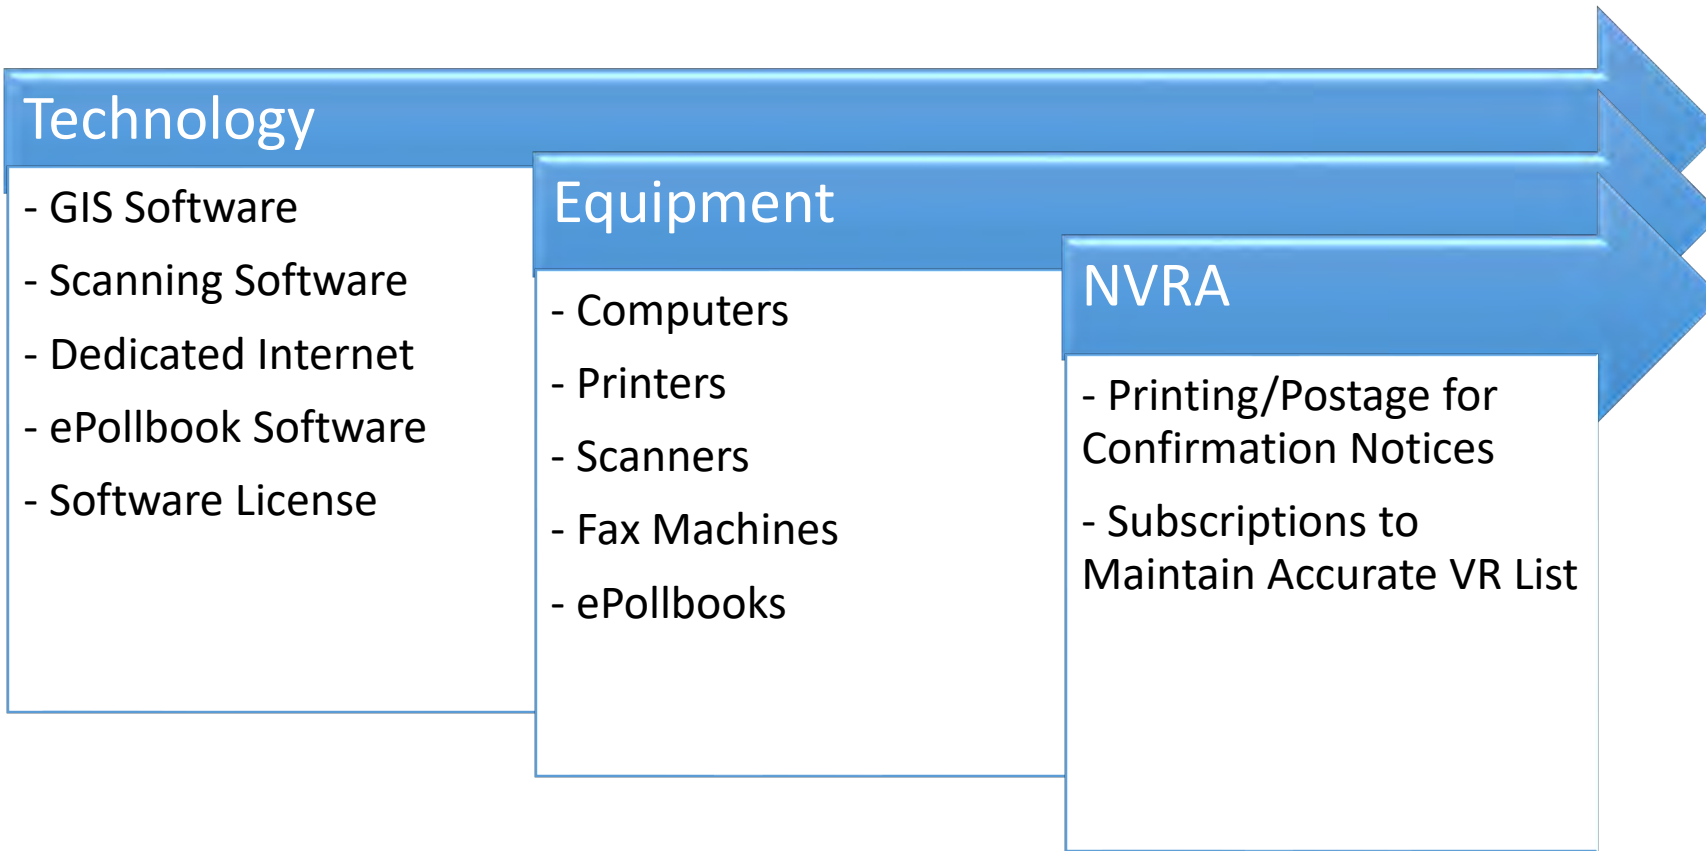 Technology
- GIS Software
- Scanning Software
- Dedicated Internet
- ePollbook Software
- Software License
Equipment
- Computers
- Printers
- Scanners
- Fax Machines
- ePollbooks
NVRA
- Printing/Postage for
Confirmation Notices
- Subscriptions to
Maintain Accurate VR List